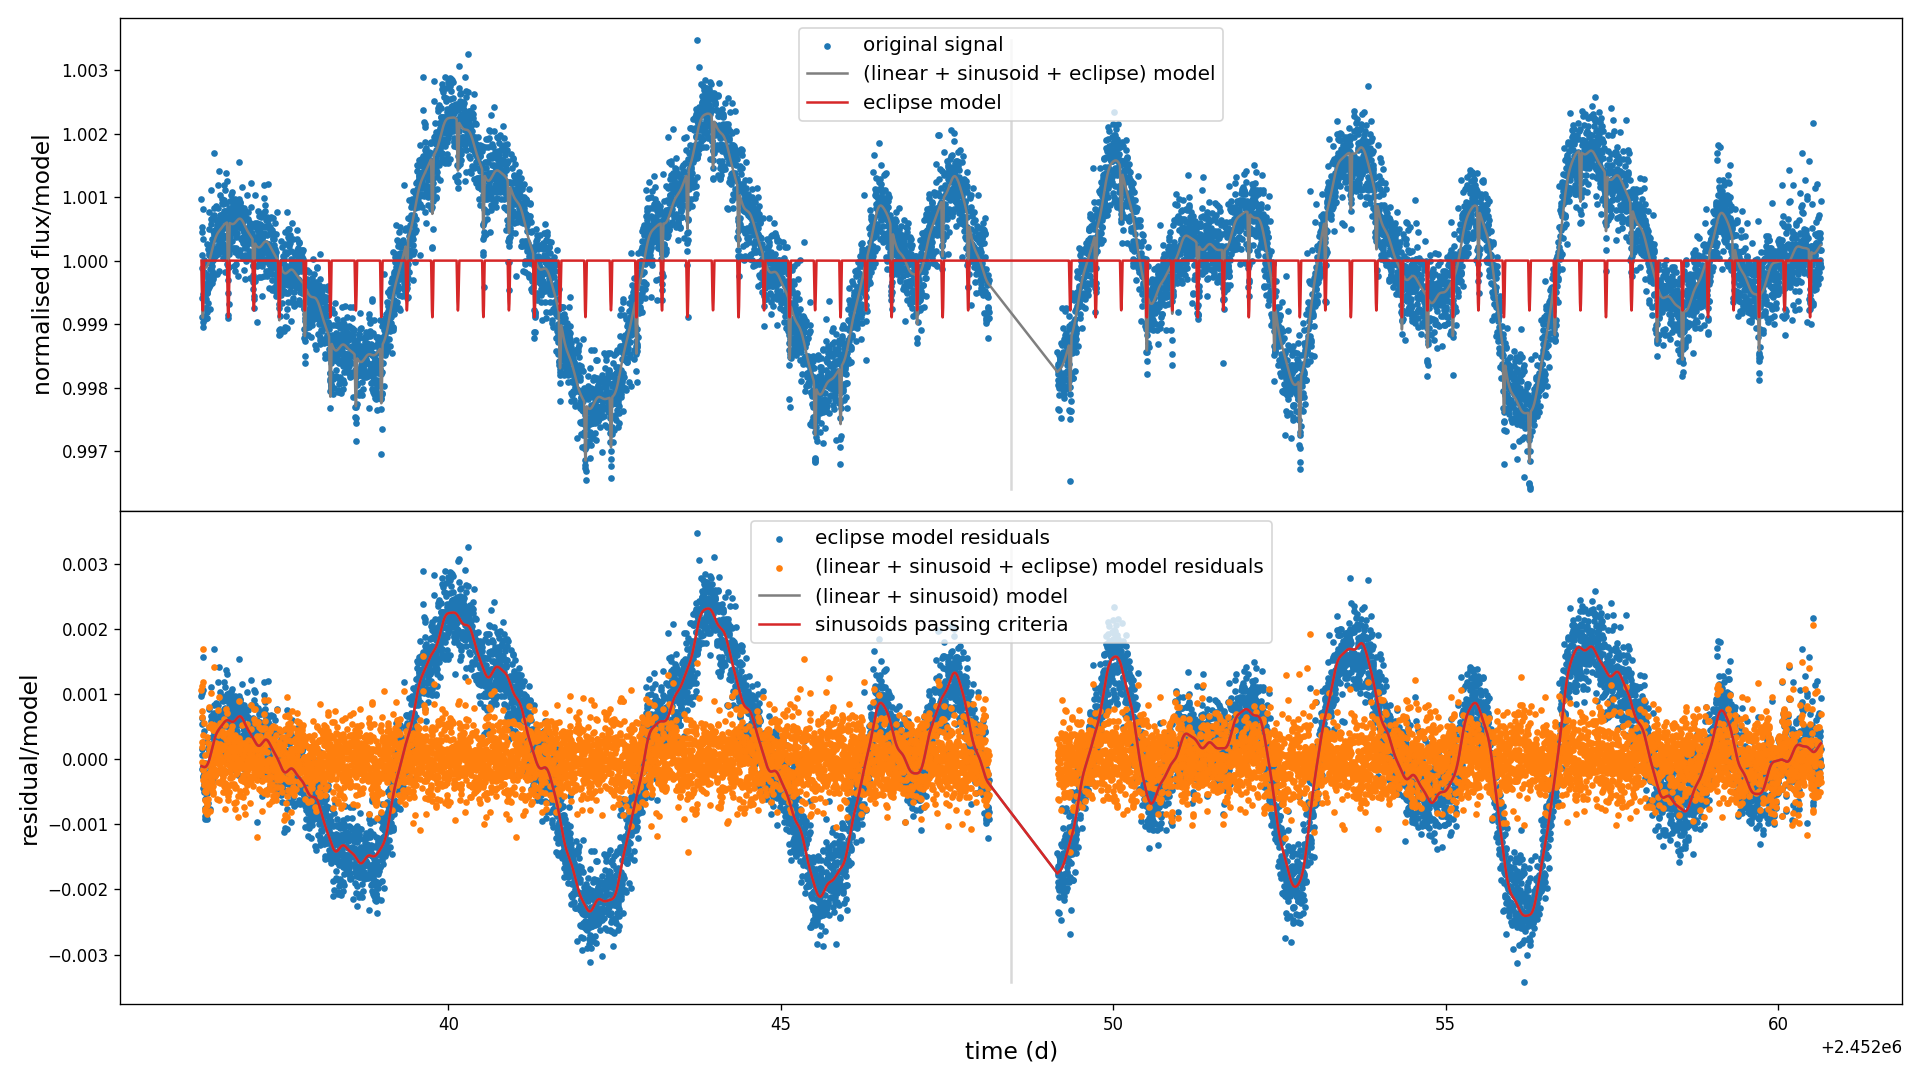 original signal
(linear + sinusoid + eclipse) model
eclipse model
1.003
1.002
1.001
1.000
0.999
0.998
0.997
normalised flux/model
eclipse model residuals
(linear + sinusoid + eclipse) model residuals
(linear + sinusoid) model
sinusoids passing criteria
0.003
0.002
0.001
0.000
−0.001
−0.002
−0.003
residual/model
40
45
50
55
60
time (d)
+2.452e6